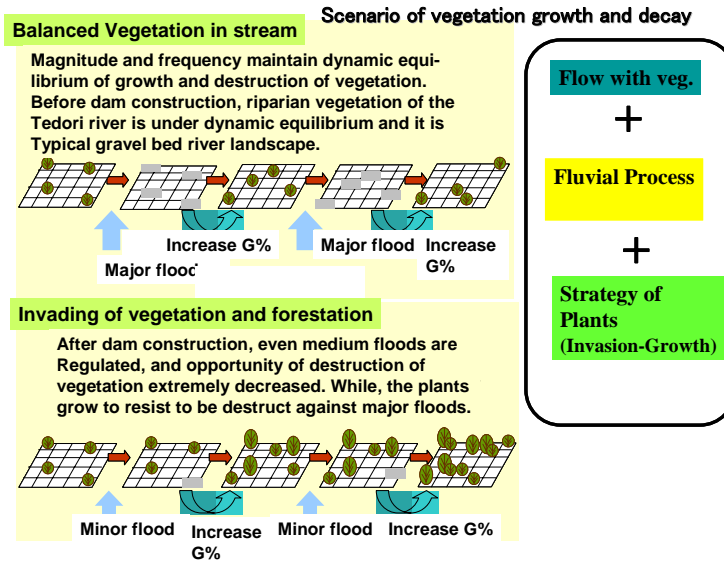 Scenario of vegetation growth and decay
Balanced Vegetation in stream
Magnitude and frequency maintain dynamic equi-
librium of growth and destruction of vegetation.
Before dam construction, riparian vegetation of the
Tedori river is under dynamic equilibrium and it is
Typical gravel bed river landscape.
Increase G%
Major flood
Increase
G%
Major flood
Invading of vegetation and forestation
After dam construction, even medium floods are
Regulated, and opportunity of destruction of
vegetation extremely decreased. While, the plants
grow to resist to be destruct against major floods.
Minor flood
Increase
G%
Minor flood
Increase G%
Flow with veg.
+
Fluvial Process
+
Strategy of
Plants
(Invasion-Growth)